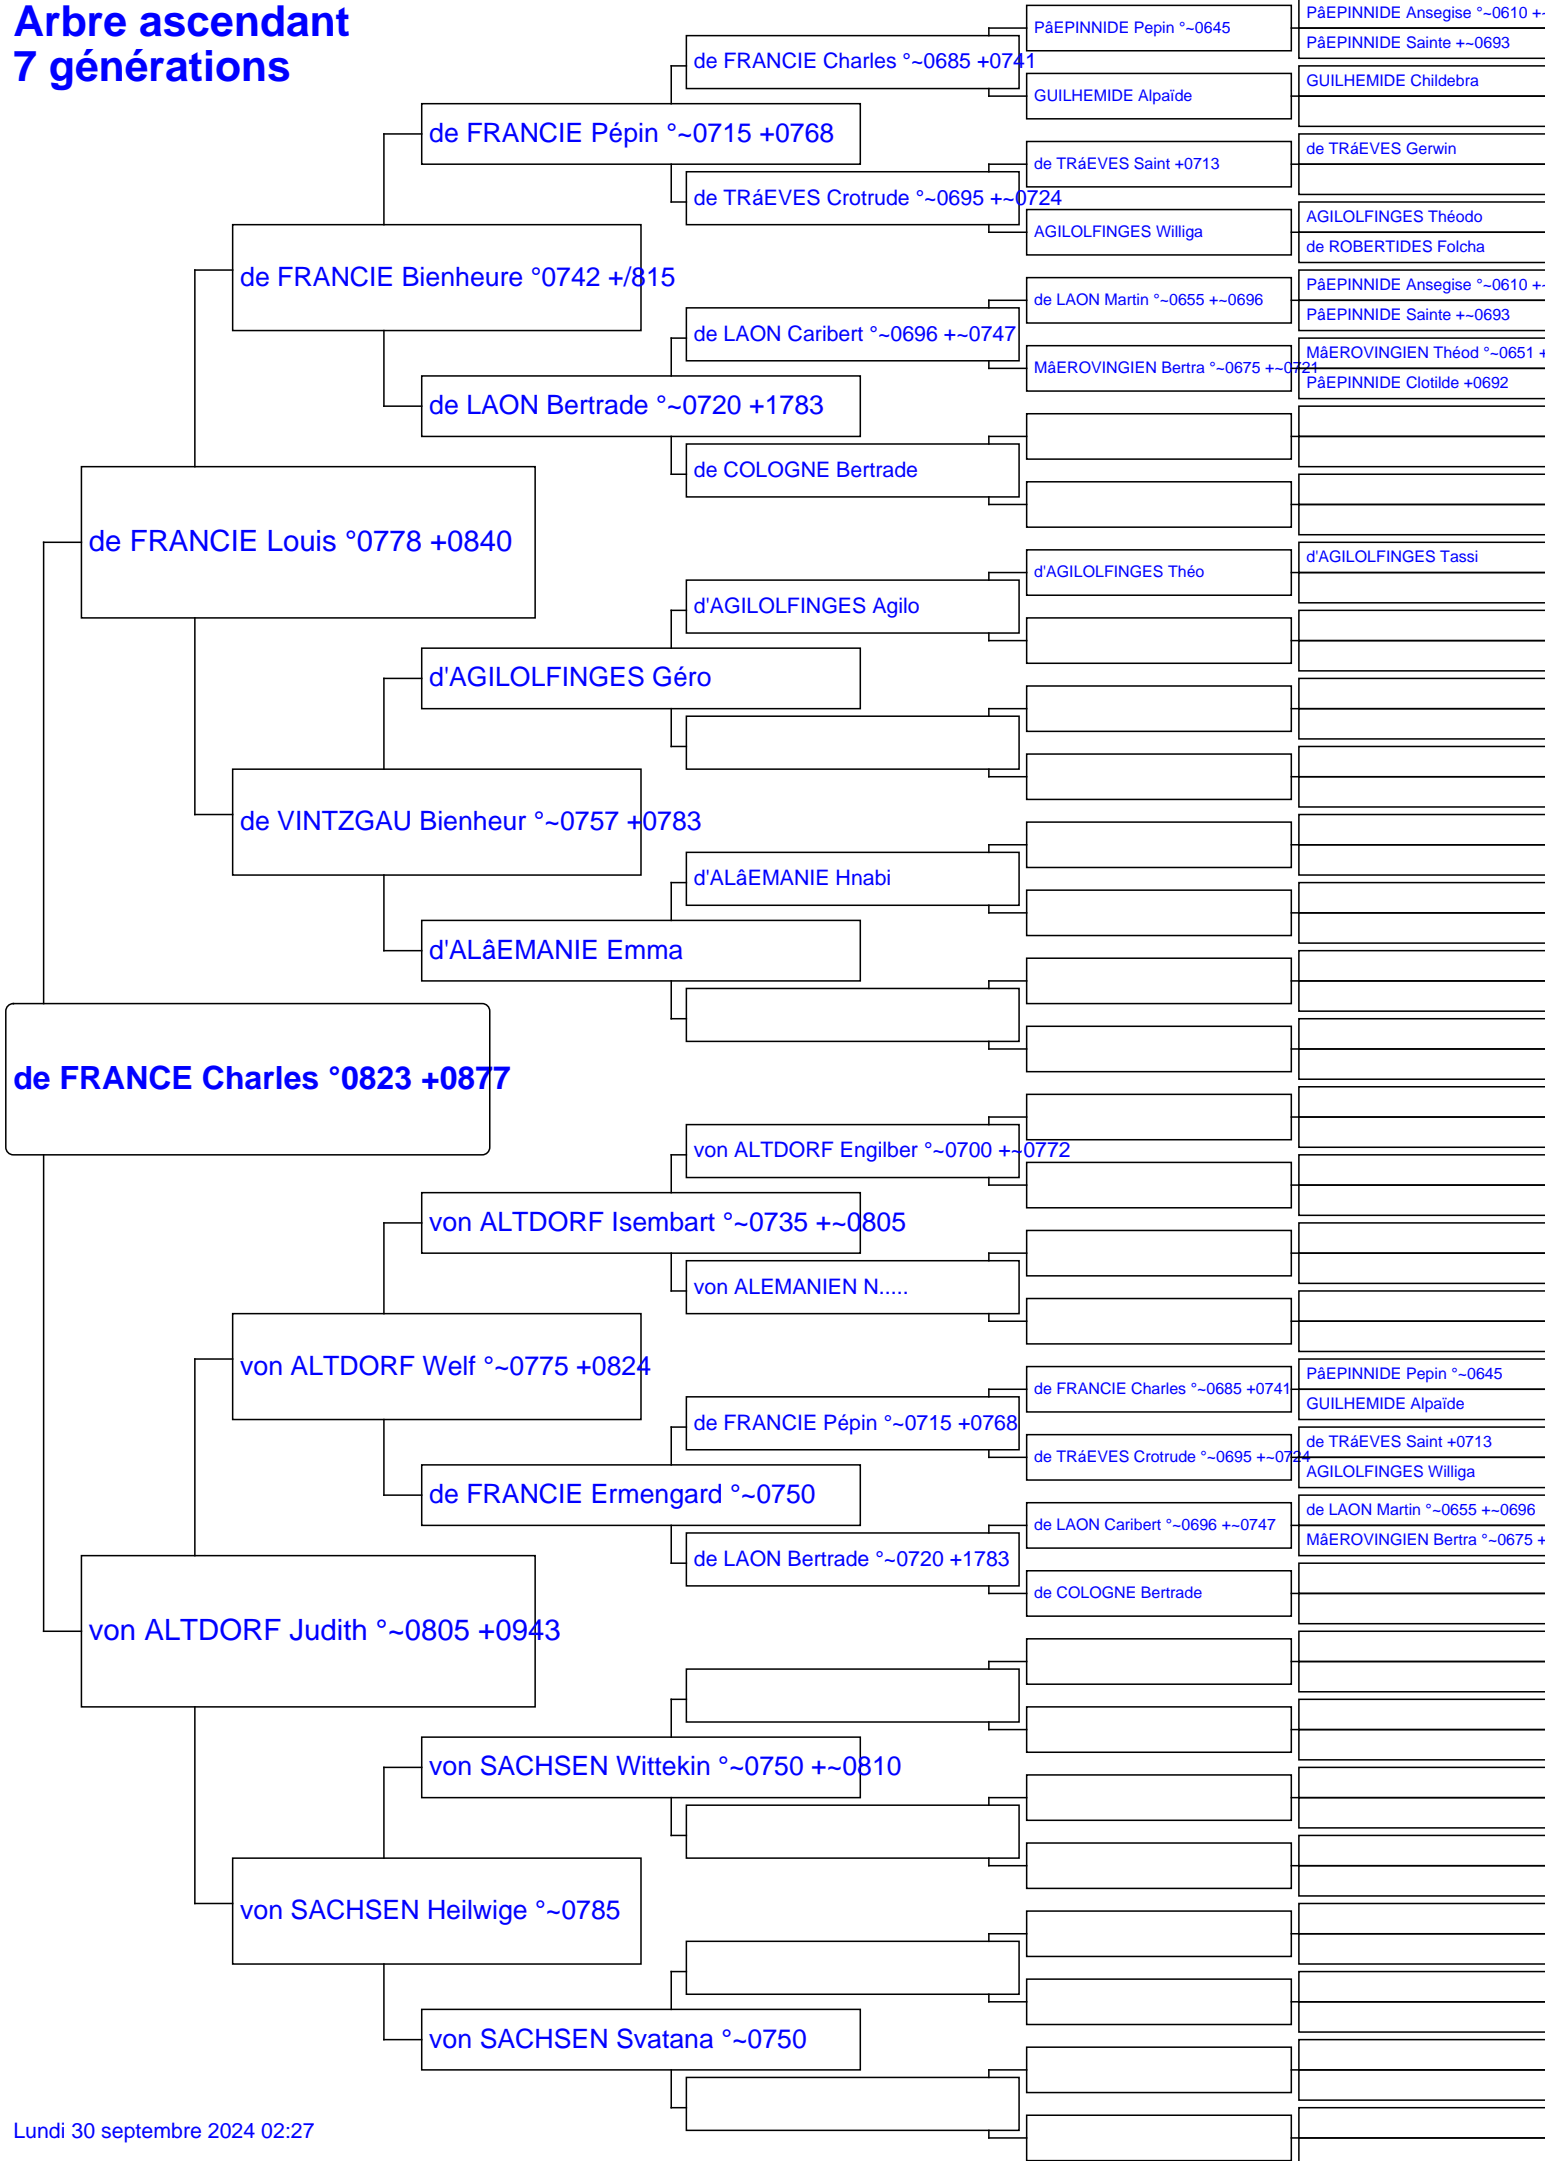 Arbre ascendant
7 générations
PâEPINNIDE Pepin °~0645
PâEPINNIDE Ansegise °~0610 +~
PâEPINNIDE Sainte +~0693
de FRANCIE Charles °~0685 +0741
GUILHEMIDE Alpaïde
GUILHEMIDE Childebra
de FRANCIE Pépin °~0715 +0768
de TRáEVES Saint +0713
de TRáEVES Gerwin
de TRáEVES Crotrude °~0695 +~0724
AGILOLFINGES Williga
AGILOLFINGES Théodo
de ROBERTIDES Folcha
de FRANCIE Bienheure °0742 +/815
de LAON Martin °~0655 +~0696
PâEPINNIDE Ansegise °~0610 +~
PâEPINNIDE Sainte +~0693
de LAON Caribert °~0696 +~0747
MâEROVINGIEN Bertra °~0675 +~0721
MâEROVINGIEN Théod °~0651 +
PâEPINNIDE Clotilde +0692
de LAON Bertrade °~0720 +1783
de COLOGNE Bertrade
de FRANCIE Louis °0778 +0840
d'AGILOLFINGES Théo
d'AGILOLFINGES Tassi
d'AGILOLFINGES Agilo
d'AGILOLFINGES Géro
de VINTZGAU Bienheur °~0757 +0783
d'ALâEMANIE Hnabi
d'ALâEMANIE Emma
de FRANCE Charles °0823 +0877
von ALTDORF Engilber °~0700 +~0772
von ALTDORF Isembart °~0735 +~0805
von ALEMANIEN N.....
von ALTDORF Welf °~0775 +0824
de FRANCIE Charles °~0685 +0741
PâEPINNIDE Pepin °~0645
GUILHEMIDE Alpaïde
de FRANCIE Pépin °~0715 +0768
de TRáEVES Crotrude °~0695 +~0724
de TRáEVES Saint +0713
AGILOLFINGES Williga
de FRANCIE Ermengard °~0750
de LAON Caribert °~0696 +~0747
de LAON Martin °~0655 +~0696
MâEROVINGIEN Bertra °~0675 +
de LAON Bertrade °~0720 +1783
de COLOGNE Bertrade
von ALTDORF Judith °~0805 +0943
von SACHSEN Wittekin °~0750 +~0810
von SACHSEN Heilwige °~0785
von SACHSEN Svatana °~0750
Lundi 30 septembre 2024 02:27